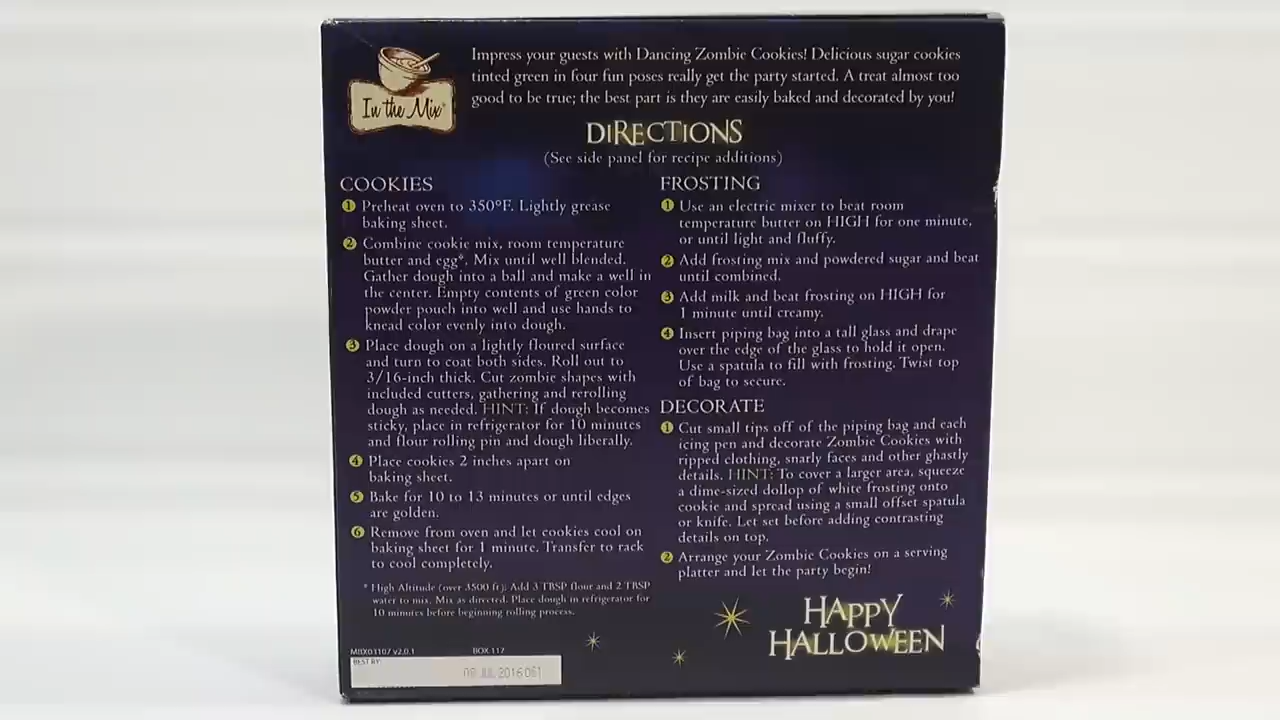 In the Mix
Impress your guests with Dancing Zombie Cookies! Delicious sugar cookies
tinted green in four fun poses really get the party started. A treat almost too
good to be true; the best part is they are easily baked and decorated by you!
DIRECTIONS
(See side panel for recipe additions)
COOKIES
1 Preheat oven to 350°F. Lightly grease
baking sheet.
2 Combine cookie mix, room temperature
butter and egg*. Mix until well blended.
Gather dough into a ball and make a well in
the center. Empty contents of green color
powder pouch into well and use hands to
knead color evenly into dough.
3 Place dough on a lightly floured surface
and turn to coat both sides. Roll out to
3/16-inch thick. Cut zombie shapes with
included cutters, gathering and rerolling
dough as needed. HINT: If dough becomes
sticky, place in refrigerator for 10 minutes
and flour rolling pin and dough liberally.
4 Place cookies 2 inches apart on
baking sheet.
5 Bake for 10 to 13 minutes or until edges
are golden.
6 Remove from oven and let cookies cool on
baking sheet for 1 minute. Transfer to rack
to cool completely.
* High Altitude (over 3500 ft): Add 3 TBSP flour and 2 TBSP
water to mix. Mix as directed. Place dough in refrigerator for
10 minutes before beginning rolling process.
FROSTING
1 Use an electric mixer to beat room
temperature butter on HIGH for one minute,
or until light and fluffy.
2 Add frosting mix and powdered sugar and beat
until combined.
3 Add milk and beat frosting on HIGH for
1 minute until creamy.
4 Insert piping bag into a tall glass and drape
over the edge of the glass to hold it open.
Use a spatula to fill with frosting. Twist top
of bag to secure.
DECORATE
1 Cut small tips off of the piping bag and each
icing pen and decorate Zombie Cookies with
ripped clothing, snarly faces and other ghastly
details. HINT: To cover a larger area, squeeze
a dime-sized dollop of white frosting onto
cookie and spread using a small offset spatula
or knife. Let set before adding contrasting
details on top.
2 Arrange your Zombie Cookies on a serving
platter and let the party begin!
HAPPY
HALLOWEEN
MIX03107 v2.0.1 BOX 117
BEST BY:
JUL 2016